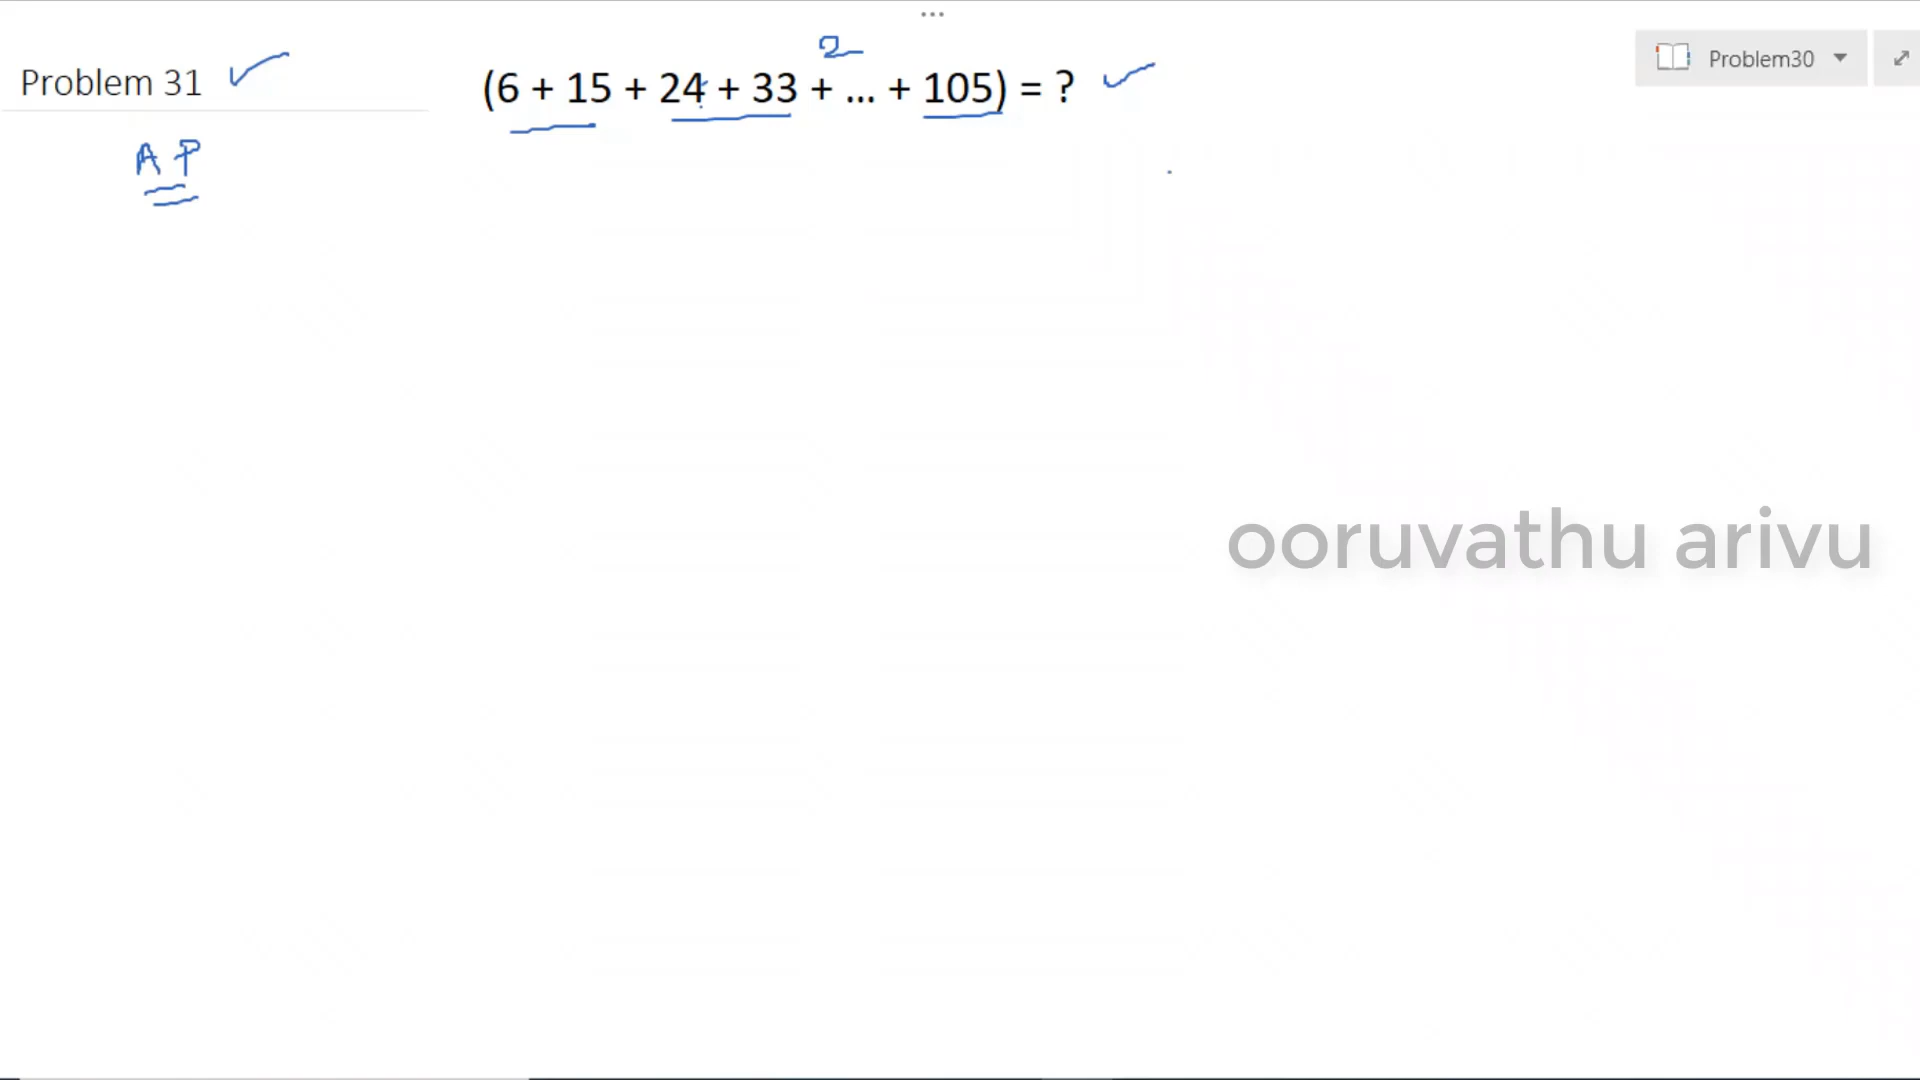 ...
Problem30
2
Problem 31
(6 + 15 + 24 + 33 + ... + 105) = ?
AP
ooruvathu arivu